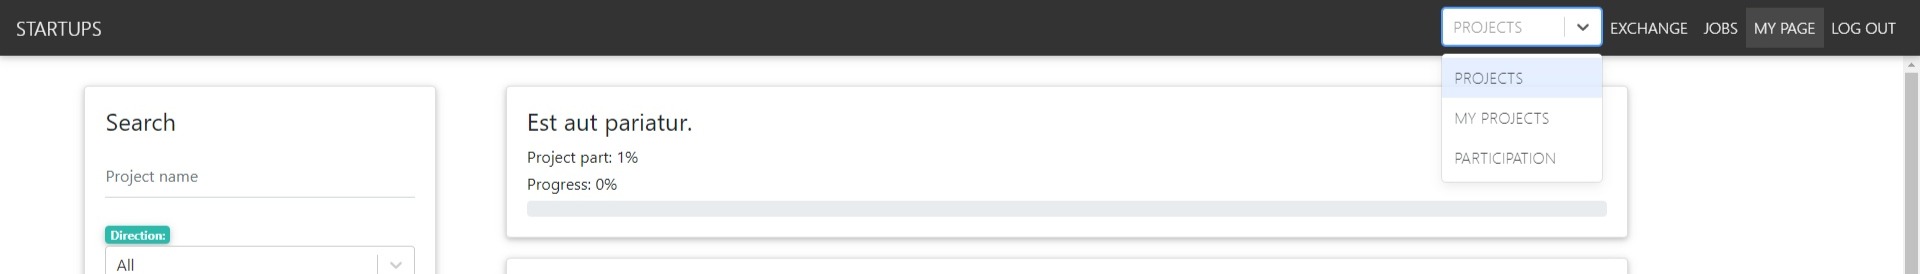 STARTUPS
PROJECTS EXCHANGE JOBS MY PAGE LOG OUT
PROJECTS
MY PROJECTS
PARTICIPATION
Search
Project name
Direction:
All
Est aut pariatur.
Project part: 1%
Progress: 0%